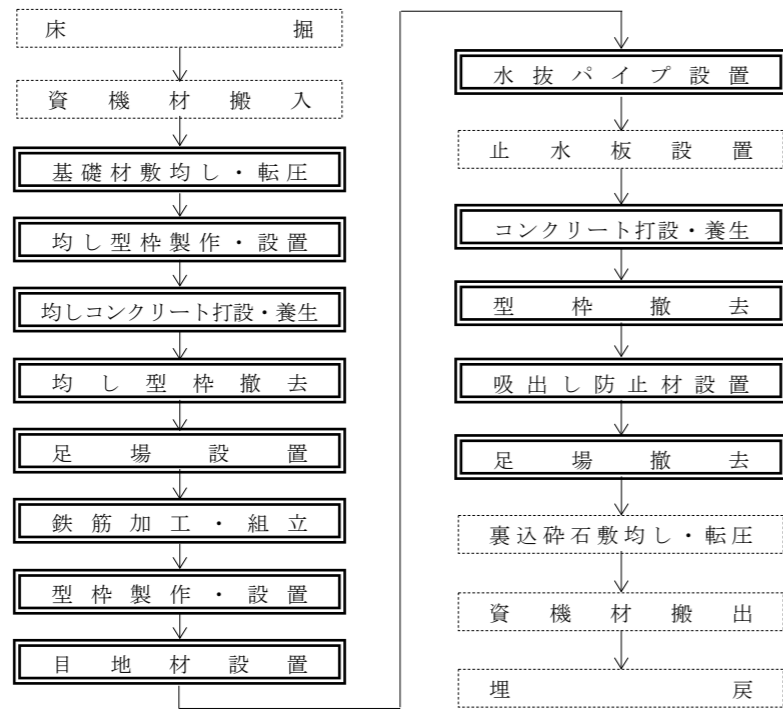 床掘
資機材搬入
基礎材敷均し・転圧
均し型枠製作・設置
均しコンクリート打設・養生
均し型枠撤去
足場設置
鉄筋加工・組立
型枠製作・設置
目地材設置
水抜パイプ設置
止水板設置
コンクリート打設・養生
型枠撤去
吸出し防止材設置
足場撤去
裏込砕石敷均し・転圧
資機材搬出
埋戻